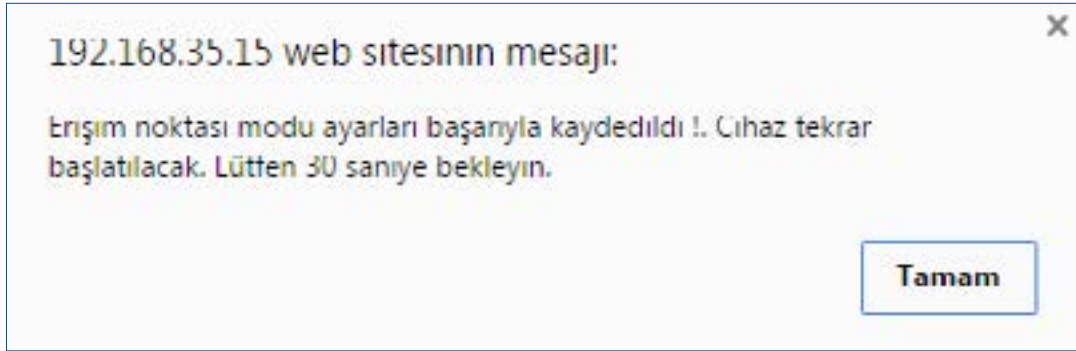 192.168.35.15 web sitesinin mesajı:
Erişim noktası modu ayarları başarıyla kaydedildi !. Cihaz tekrar
başlatılacak. Lütfen 30 saniye bekleyin.
Tamam